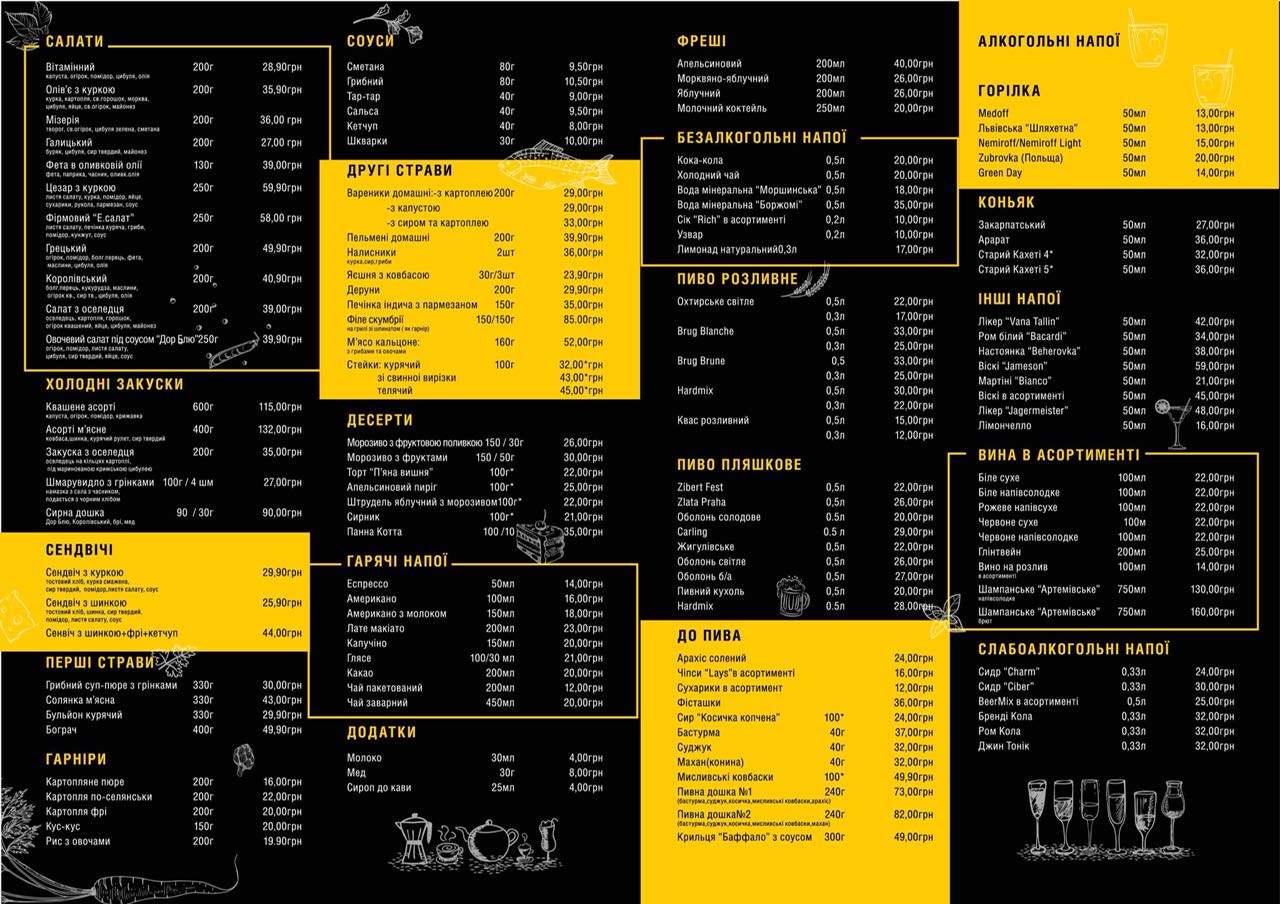 САЛАТИ
Вітамінний 200г 28,90грн
капуста, огірок, помідор, цибуля, олія
Олів'є з куркою 200г 35,90грн
курка, картопля, св.горошок, морква,
цибуля, яйце, св.огірок, майонез
Мізерія 200г 36,00 грн
творог, св.огірок, цибуля зелена, сметана
Галицький 200г 27,00 грн
буряк, цибуля, сир твердий, майонез
Фета в оливковій олії 130г 39,00грн
фета, паприка, часник, оливк.олія
Цезар з куркою 250г 59,90грн
листя салату, курка, помідор, яйце,
сухарики, рукола, пармезан, соус
Фірмовий "Е.салат" 250г 58,00 грн
листя салату, печінка куряча, гриби,
помідор, кунжут, соус
Грецький 200г 49,90грн
огірок, помідор, болг.перець, фета,
маслини, цибуля, олія
Королівський 200г 40,90грн
болг.перець, кукурудза, маслини,
огірок кв., сир тв., цибуля, олія
Салат з оселедця 200г 39,00грн
оселедець, картопля, горошок,
огірок квашений, яйце, цибуля, майонез
Овочевий салат під соусом "Дор Блю"250г 39,90грн
огірок, помідор, листя салату,
цибуля, сир твердий, яйце, соус
ХОЛОДНІ ЗАКУСКИ
Квашене асорті 600г 115,00грн
капуста, огірок, помідор, крижавка
Асорті м'ясне 400г 132,00грн
ковбаса,шинка, курячий рулет, сир твердий
Закуска з оселедця 200г 35,00грн
оселедець на кільцях картоплі,
під маринованою кримською цибулею
Шмарувидло з грінками 100г / 4 шм 27,00грн
намазка з сала з часником,
подається з чорним хлібом
Сирна дошка 90 / 30г 90,00грн
Дор Блю, Королівський, брі, мед
СЕНДВІЧІ
Сендвіч з куркою 29,90грн
тостовий хліб, курка смажена,
сир твердий, помідор,листя салату, соус
Сендвіч з шинкою 25,90грн
тостовий хліб, шинка, сир твердий,
помідор, листя салату, соус
Сенвіч з шинкою+фрі+кетчуп 44,00грн
ПЕРШІ СТРАВИ
Грибний суп-пюре з грінками 330г 30,00грн
Солянка м'ясна 330г 43,00грн
Бульйон курячий 330г 29,90грн
Бограч 400г 49,90грн
ГАРНІРИ
Картопляне пюре 200г 16,00грн
Картопля по-селянськи 200г 22,00грн
Картопля фрі 200г 20,00грн
Кус-кус 150г 20,00грн
Рис з овочами 200г 19.90грн
СОУСИ
Сметана 80г 9,50грн
Грибний 80г 10,50грн
Тар-тар 40г 9,00грн
Сальса 40г 9,50грн
Кетчуп 40г 8,00грн
Шкварки 30г 10,00грн
ДРУГІ СТРАВИ
Вареники домашні:-з картоплею200г 29,00грн
-з капустою 29,00грн
-з сиром та картоплею 33,00грн
Пельмені домашні 200г 39,90грн
Налисники 2шт 36,00грн
курка,сир,гриби
Яєшня з ковбасою 30г/3шт 23,90грн
Деруни 200г 29,90грн
Печінка індича з пармезаном 150г 35,00грн
Філе скумбрії 150/150г 85.00грн
на грилі зі шпинатом ( як гарнір)
М'ясо кальцоне: 160г 52,00грн
з грибами та овочами
Стейки: курячий 100г 32,00*грн
зі свинної вирізки 43,00*грн
телячий 45,00*грн
ДЕСЕРТИ
Морозиво з фруктовою поливкою 150 / 30г 26,00грн
Морозиво з фруктами 150 / 50г 30,00грн
Торт "П'яна вишня" 100г* 22,00грн
Апельсиновий пиріг 100г* 25,00грн
Штрудель яблучний з морозивом100г* 22,00грн
Сирник 100г* 21,00грн
Панна Котта 100 /10 35,00грн
ГАРЯЧІ НАПОЇ
Еспрессо 50мл 14,00грн
Американо 100мл 16,00грн
Американо з молоком 150мл 18,00грн
Лате макіато 200мл 23,00грн
Капучіно 150мл 20,00грн
Глясе 100/30 мл 21,00грн
Какао 200мл 20,00грн
Чай пакетований 200мл 12,00грн
Чай заварний 450мл 20,00грн
ДОДАТКИ
Молоко 30мл 4,00грн
Мед 30г 8,00грн
Сироп до кави 25мл 4,00грн
ФРЕШІ
Апельсиновий 200мл 40,00грн
Морквяно-яблучний 200мл 26,00грн
Яблучний 200мл 26,00грн
Молочний коктейль 250мл 20,00грн
БЕЗАЛКОГОЛЬНІ НАПОЇ
Кока-кола 0,5л 20,00грн
Холодний чай 0,5л 20,00грн
Вода мінеральна "Моршинська" 0,5л 18,00грн
Вода мінеральна "Боржомі" 0,5л 35,00грн
Сік "Rich" в асортименті 0,2л 10,00грн
Узвар 0,2л 10,00грн
Лимонад натуральний0,3л 17,00грн
ПИВО РОЗЛИВНЕ
Охтирське світле 0,5л 22,00грн
0,3л 17,00грн
Brug Blanche 0,5л 33,00грн
0,3л 25,00грн
Brug Brune 0,5 33,00грн
0,3л 25,00грн
Hardmix 0,5л 30,00грн
0,3л 22,00грн
Квас розливний 0,5л 15,00грн
0,3л 12,00грн
ПИВО ПЛЯШКОВЕ
Zibert Fest 0,5л 22,00грн
Zlata Praha 0,5л 26,00грн
Оболонь солодове 0,5л 20,00грн
Carling 0.5 л 29,00грн
Жигулівське 0,5л 22,00грн
Оболонь світле 0,5л 26,00грн
Оболонь б/а 0,5л 27,00грн
Пивний кухоль 0,5л 20,00грн
Hardmix 0.5л 28,00грн
ДО ПИВА
Арахіс солений 24,00грн
Чіпси "Lays"в асортименті 16,00грн
Сухарики в асортимент 12,00грн
Фісташки 36,00грн
Сир "Косичка копчена" 100* 24,00грн
Бастурма 40г 37,00грн
Суджук 40г 32,00грн
Махан(конина) 40г 32,00грн
Мисливські ковбаски 100* 49,90грн
Пивна дошка №1 240г 73,00грн
(бастурма,суджук,косичка,мисливські ковбаски,арахіс)
Пивна дошка№2 240г 82,00грн
(бастурма,суджук,косичка,мисливські ковбаски,махан)
Крильця "Баффало" з соусом 300г 49,00грн
АЛКОГОЛЬНІ НАПОЇ
ГОРІЛКА
Medoff 50мл 13,00грн
Львівська "Шляхетна" 50мл 13,00грн
Nemiroff/Nemiroff Light 50мл 15,00грн
Zubrovka (Польща) 50мл 20,00грн
Green Day 50мл 14,00грн
КОНЬЯК
Закарпатський 50мл 27,00грн
Арарат 50мл 36,00грн
Старий Кахеті 4* 50мл 32,00грн
Старий Кахеті 5* 50мл 36,00грн
ІНШІ НАПОЇ
Лікер "Vana Tallin" 50мл 42,00грн
Ром білий "Bacardi" 50мл 34,00грн
Настоянка "Beherovka" 50мл 38,00грн
Віскі "Jameson" 50мл 59,00грн
Мартіні "Bianco" 50мл 21,00грн
Віскі в асортименті 50мл 45,00грн
Лікер "Jagermeister" 50мл 48,00грн
Лімончелло 50мл 16,00грн
ВИНА В АСОРТИМЕНТІ
Біле сухе 100мл 22,00грн
Біле напівсолодке 100мл 22,00грн
Рожеве напівсухе 100мл 22,00грн
Червоне сухе 100м 22,00грн
Червоне напівсолодке 100мл 22,00грн
Глінтвейн 200мл 25,00грн
Вино на розлив 100мл 14,00грн
в асортименті
Шампанське "Артемівське" 750мл 130,00грн
напівсолодке
Шампанське "Артемівське" 750мл 160,00грн
брют
СЛАБОАЛКОГОЛЬНІ НАПОЇ
Сидр "Charm" 0,33л 24,00грн
Сидр "Ciber" 0,33л 30,00грн
BeerMix в асортименті 0,5л 25,00грн
Бренді Кола 0,33л 32,00грн
Ром Кола 0,33л 32,00грн
Джин Тонік 0,33л 32,00грн